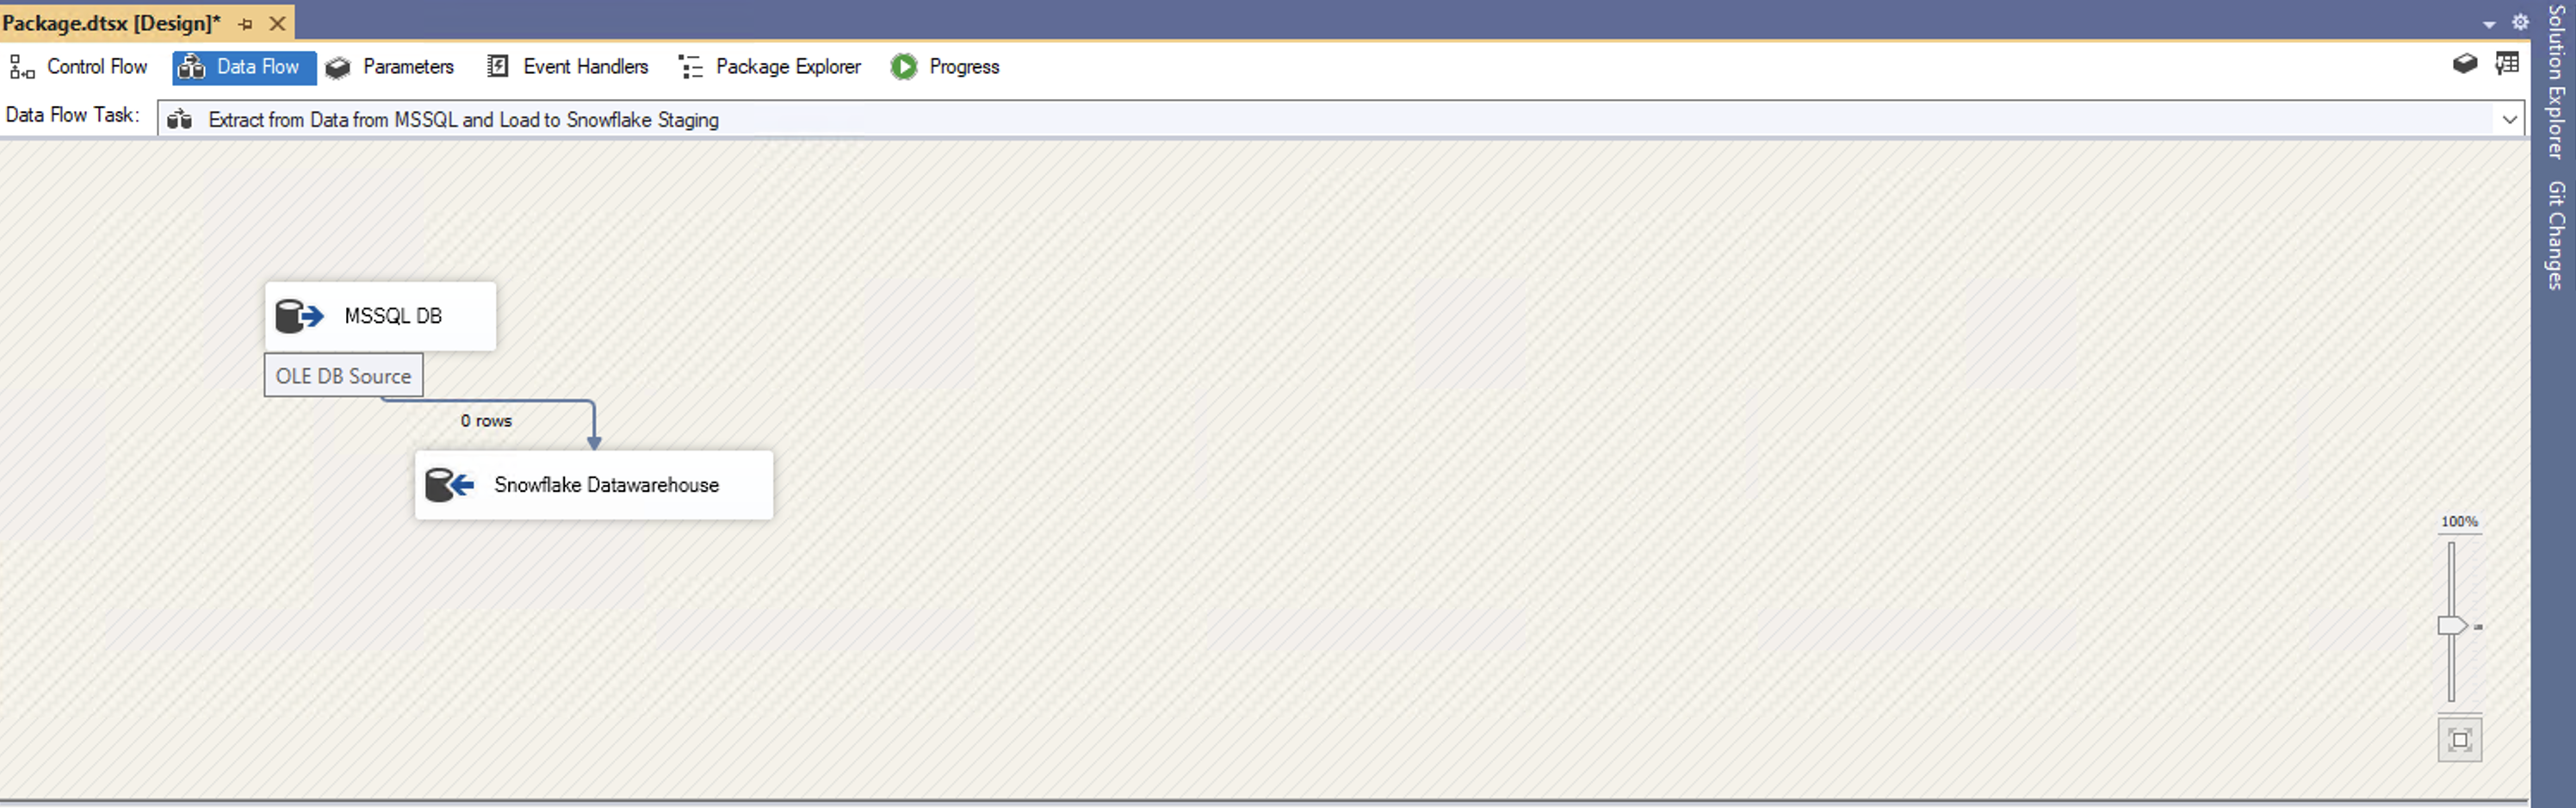 Package.dtsx [Design]*
Control Flow Data Flow Parameters Event Handlers Package Explorer Progress
Data Flow Task: Extract from Data from MSSQL and Load to Snowflake Staging
MSSQL DB
OLE DB Source
0 rows
Snowflake Datawarehouse
100%
Solution Explorer
Git Changes